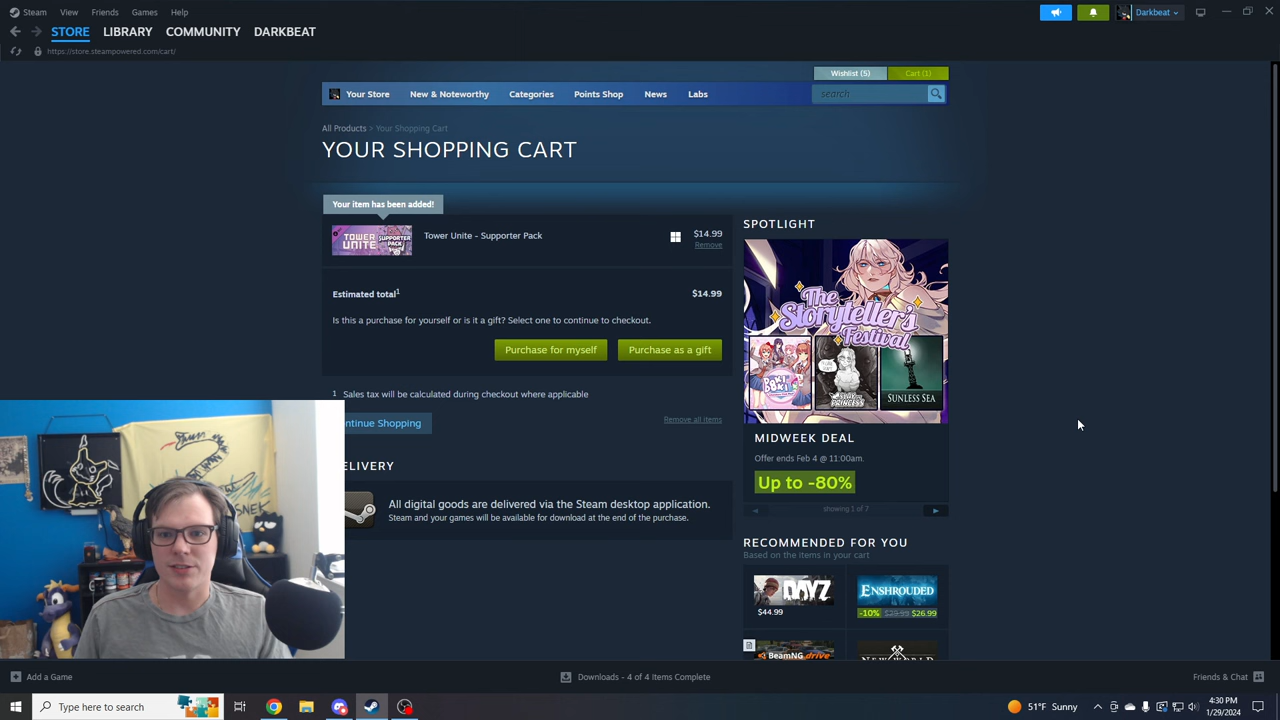 Steam View Friends Games Help
Darkbeat
STORE LIBRARY COMMUNITY DARKBEAT
https://store.steampowered.com/cart/
Wishlist (5) Cart (1)
Your Store New & Noteworthy Categories Points Shop News Labs search
All Products > Your Shopping Cart
YOUR SHOPPING CART
Your item has been added!
TOWER UNITE SUPPORTER PACK
Tower Unite - Supporter Pack
$14.99
Remove
Estimated total1
$14.99
Is this a purchase for yourself or is it a gift? Select one to continue to checkout.
Purchase for myself Purchase as a gift
1 Sales tax will be calculated during checkout where applicable
ntinue Shopping
Remove all items
ELIVERY
All digital goods are delivered via the Steam desktop application.
Steam and your games will be available for download at the end of the purchase.
SPOTLIGHT
The Storyteller's Festival
SUNLESS SEA
MIDWEEK DEAL
Offer ends Feb 4 @ 11:00am.
Up to -80%
showing 1 of 7
RECOMMENDED FOR YOU
Based on the items in your cart
DAYZ
$44.99
ENSHROUDED
-10% $29.99 $26.99
BeamNG drive
SNEK
Add a Game
Downloads - 4 of 4 Items Complete
Friends & Chat
Type here to search
51°F Sunny
4:30 PM
1/29/2024